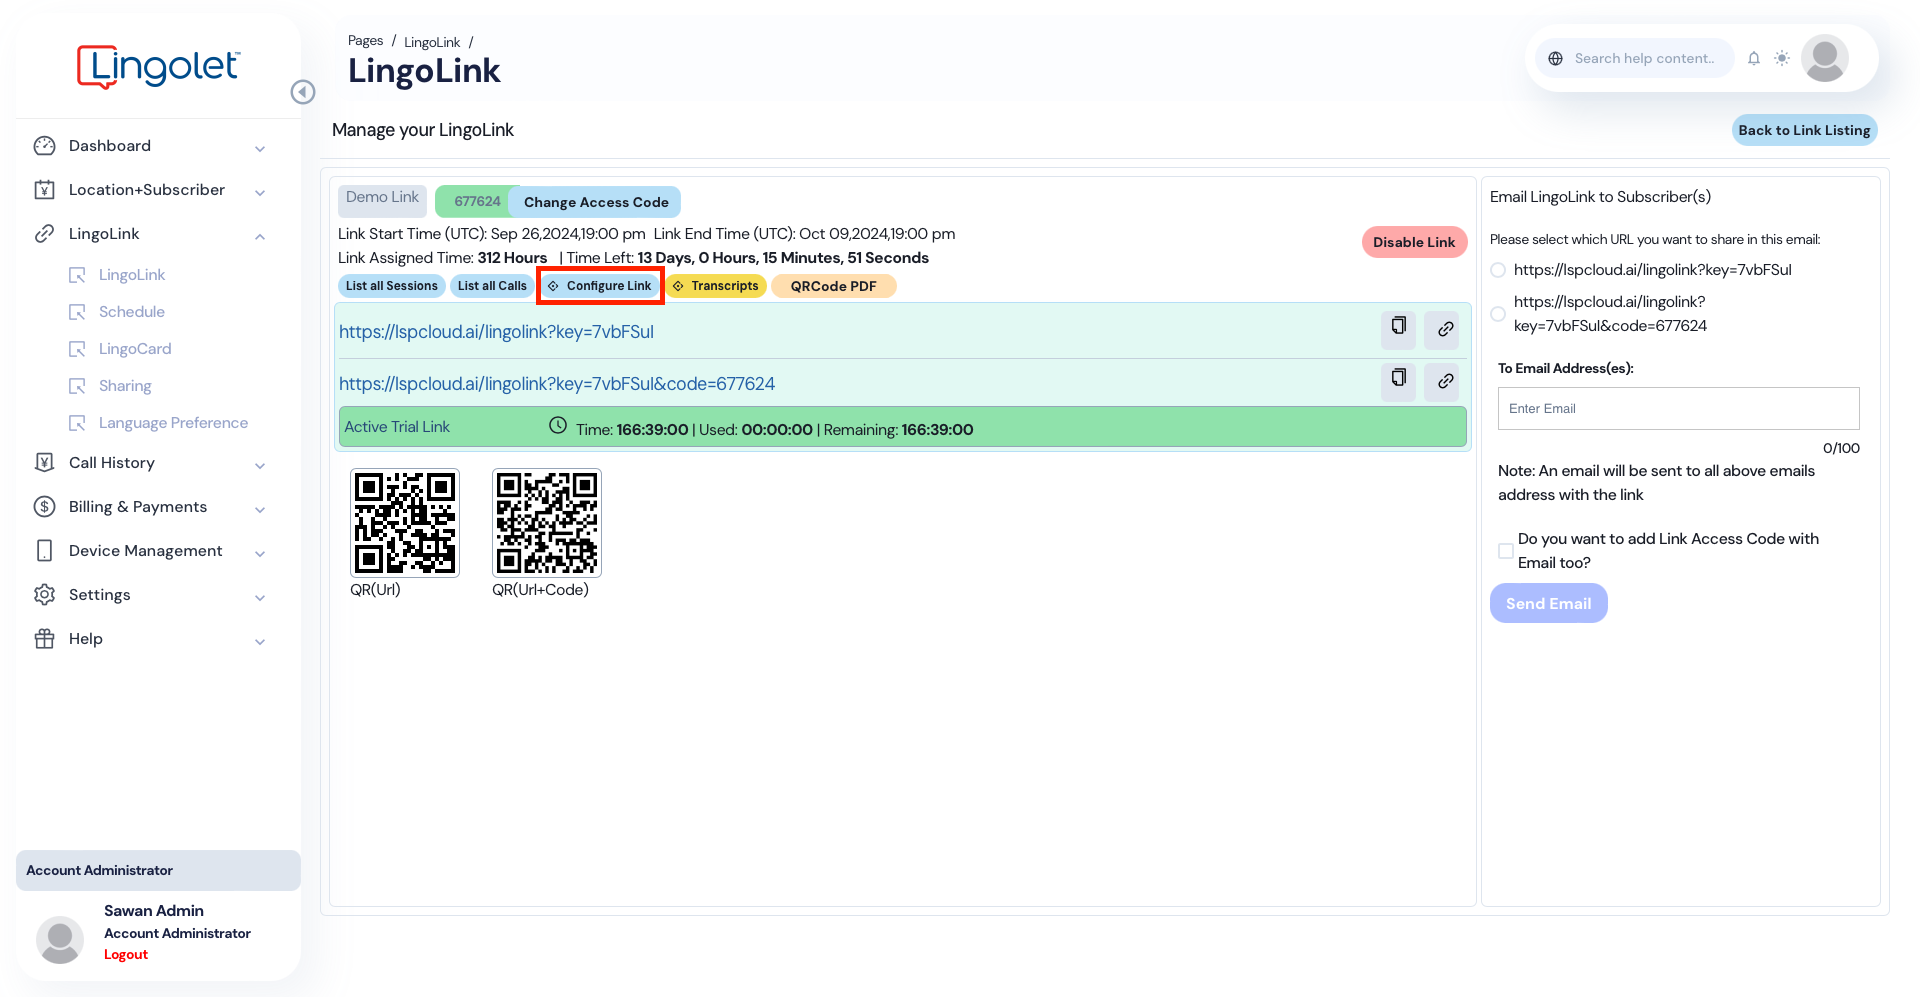 Lingolet™
Dashboard
Location+Subscriber
LingoLink
LingoLink
Schedule
LingoCard
Sharing
Language Preference
Call History
Billing & Payments
Device Management
Settings
Help
Account Administrator
Sawan Admin
Account Administrator
Logout
Pages / LingoLink /
LingoLink
Search help content..
Manage your LingoLink
Back to Link Listing
Demo Link 677624 Change Access Code
Link Start Time (UTC): Sep 26,2024,19:00 pm Link End Time (UTC): Oct 09,2024,19:00 pm
Disable Link
Link Assigned Time: 312 Hours | Time Left: 13 Days, 0 Hours, 15 Minutes, 51 Seconds
List all Sessions List all Calls Configure Link Transcripts QRCode PDF
https://lspcloud.ai/lingolink?key=7vbFSuI
https://lspcloud.ai/lingolink?key=7vbFSuI&code=677624
Active Trial Link Time: 166:39:00 | Used: 00:00:00 | Remaining: 166:39:00
QR(Url) QR(Url+Code)
Email LingoLink to Subscriber(s)
Please select which URL you want to share in this email:
https://lspcloud.ai/lingolink?key=7vbFSuI
https://lspcloud.ai/lingolink?
key=7vbFSuI&code=677624
To Email Address(es):
Enter Email
0/100
Note: An email will be sent to all above emails
address with the link
Do you want to add Link Access Code with
Email too?
Send Email